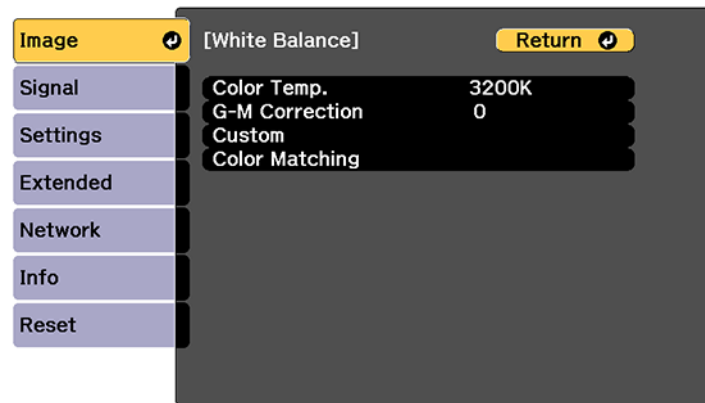 Image
[White Balance]
Return
Signal
Color Temp. 3200K
G-M Correction 0
Settings
Custom
Color Matching
Extended
Network
Info
Reset